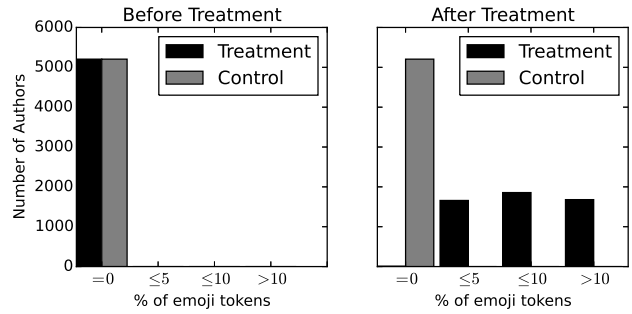 Before Treatment
Number of Authors
6000
5000
4000
3000
2000
1000
0
Treatment
Control
=0 ≤5 ≤10 >10
% of emoji tokens
After Treatment
Treatment
Control
=0 ≤5 ≤10 >10
% of emoji tokens